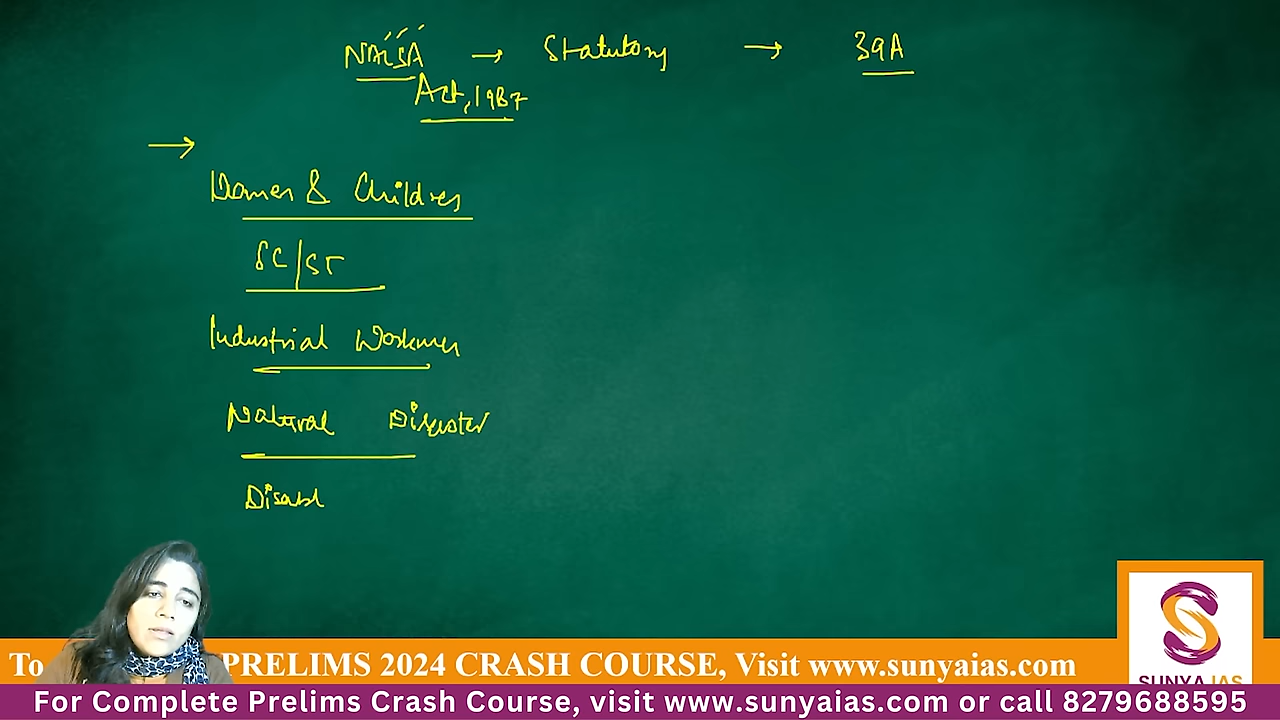 NALSA → Statutory → 39A
Act, 1987
→
Women & Children
SC/ST
Industrial Workmen
Natural Disaster
Disabl
To PRELIMS 2024 CRASH COURSE, Visit www.sunyaias.com
SUNYA IAS
For Complete Prelims Crash Course, visit www.sunyaias.com or call 8279688595